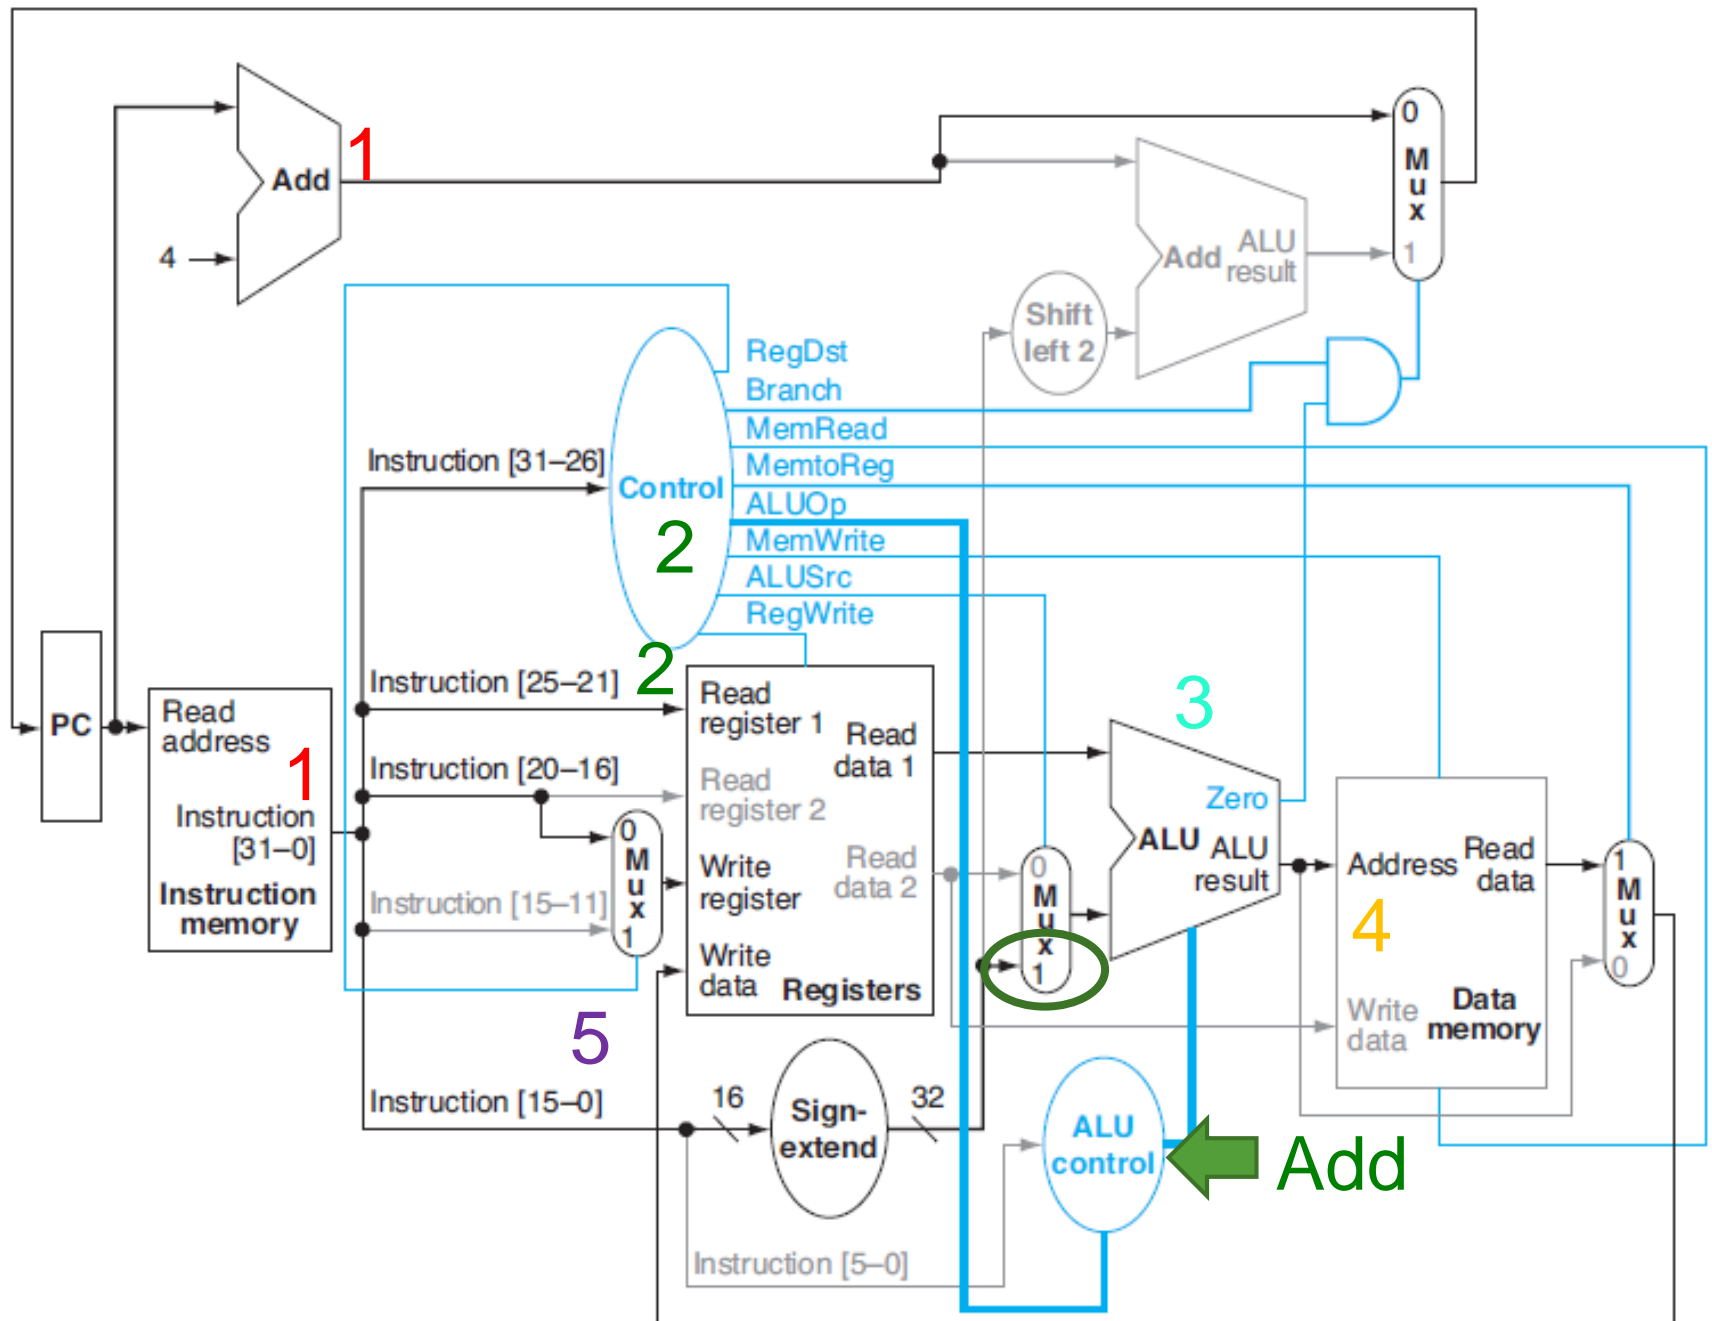 Add
1
4
0
M
u
x
1
Add
ALU
result
Shift
left 2
RegDst
Branch
MemRead
MemtoReg
ALUOp
MemWrite
ALUSrc
RegWrite
Instruction [31–26]
Control
2
2
PC
Read
address
1
Instruction
[31–0]
Instruction
memory
Instruction [25–21]
Instruction [20–16]
Instruction [15–11]
0
M
u
x
1
5
Read
register 1
Read
register 2
Write
register
Write
data
Read
data 1
Read
data 2
Registers
0
M
u
x
1
3
Zero
ALU
ALU
result
Address
Read
data
4
Write
data
Data
memory
1
M
u
x
0
Instruction [15–0]
16
Sign-
extend
32
ALU
control
Add
Instruction [5–0]